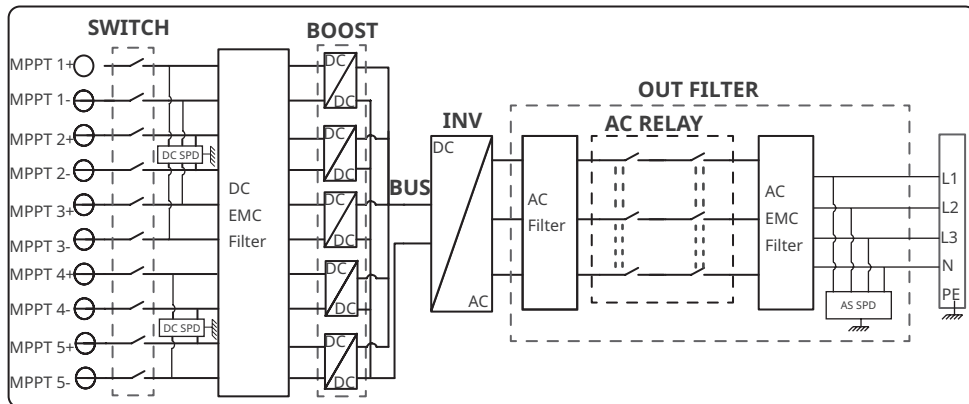 SWITCH
BOOST
MPPT 1+
MPPT 1-
MPPT 2+
MPPT 2-
MPPT 3+
MPPT 3-
MPPT 4+
MPPT 4-
MPPT 5+
MPPT 5-
DC SPD
DC SPD
DC
EMC
Filter
DC
DC
DC
DC
DC
DC
DC
DC
DC
DC
BUS
INV
DC
AC
OUT FILTER
AC RELAY
AC
Filter
AC
EMC
Filter
AS SPD
L1
L2
L3
N
PE